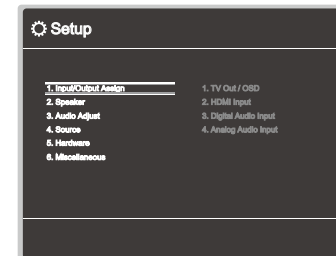 Setup
1. Input/Output Assign
2. Speaker
3. Audio Adjust
4. Source
5. Hardware
6. Miscellaneous
1. TV Out / OSD
2. HDMI Input
3. Digital Audio Input
4. Analog Audio Input